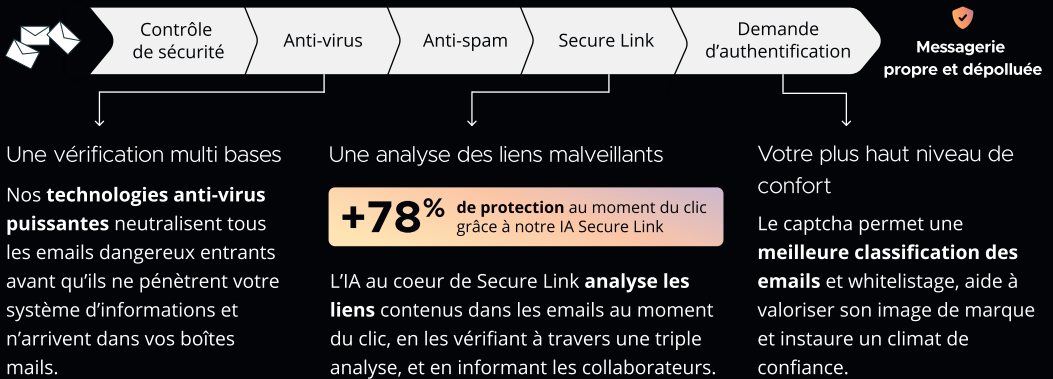 Contrôle
de sécurité
Anti-virus
Anti-spam
Secure Link
Demande
d’authentification
Messagerie
propre et dépolluée
Une vérification multi bases
Nos technologies anti-virus
puissantes neutralisent tous
les emails dangereux entrants
avant qu’ils ne pénètrent votre
système d’informations et
n’arrivent dans vos boîtes
mails.
Une analyse des liens malveillants
+78% de protection au moment du clic
grâce à notre IA Secure Link
L’IA au coeur de Secure Link analyse les
liens contenus dans les emails au moment
du clic, en les vérifiant à travers une triple
analyse, et en informant les collaborateurs.
Votre plus haut niveau de
confort
Le captcha permet une
meilleure classification des
emails et whitelistage, aide à
valoriser son image de marque
et instaure un climat de
confiance.